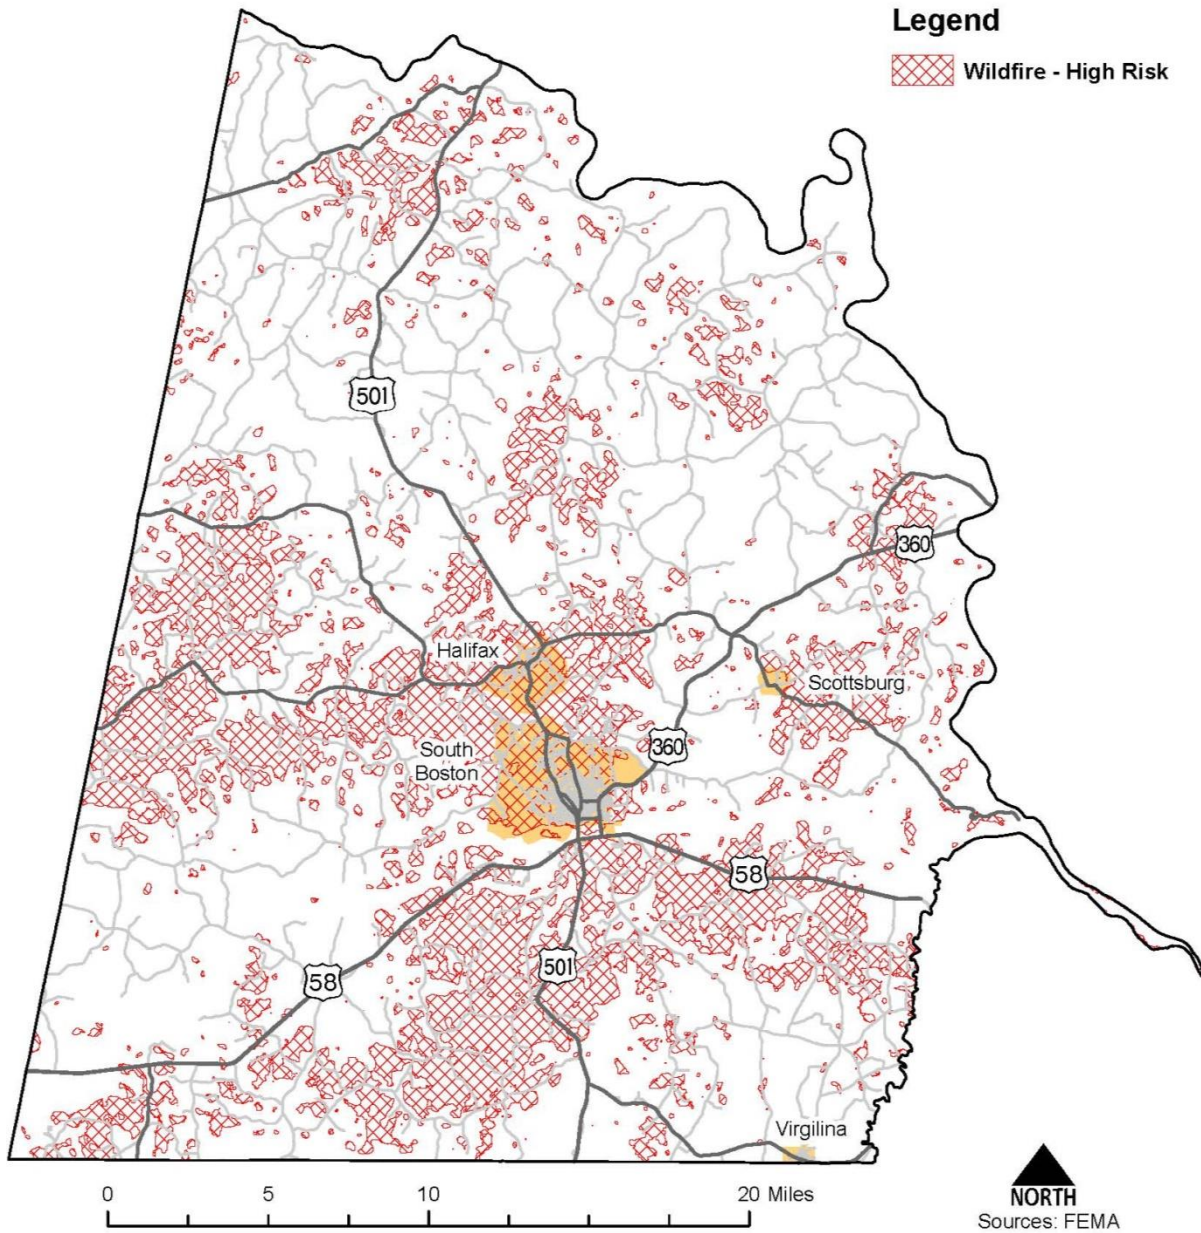 Legend
Wildfire - High Risk
501
360
Halifax
Scottsburg
South
Boston
360
58
501
58
Virgilina
0 5 10 20 Miles
NORTH
Sources: FEMA